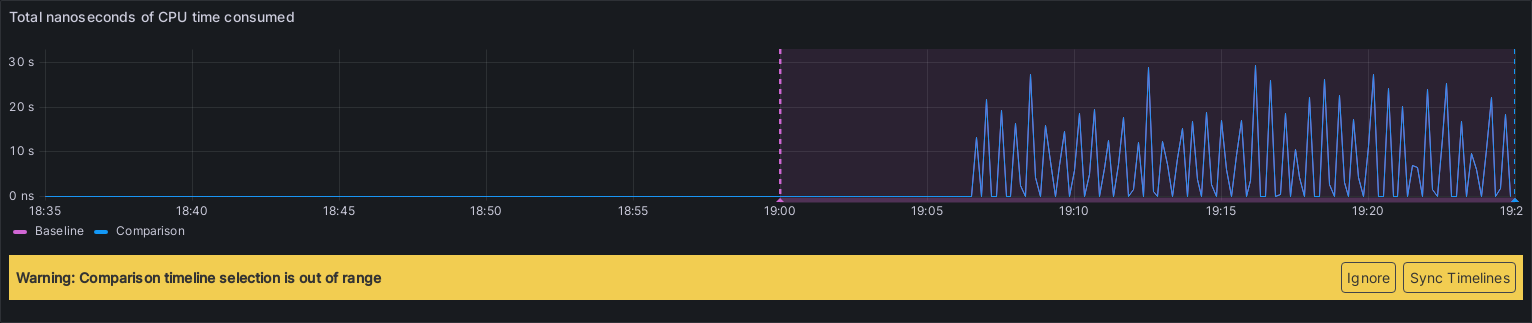 Total nanoseconds of CPU time consumed
30 s
20 s
10 s
0 ns
18:35 18:40 18:45 18:50 18:55 19:00 19:05 19:10 19:15 19:20 19:2
Baseline Comparison
Warning: Comparison timeline selection is out of range Ignore Sync Timelines